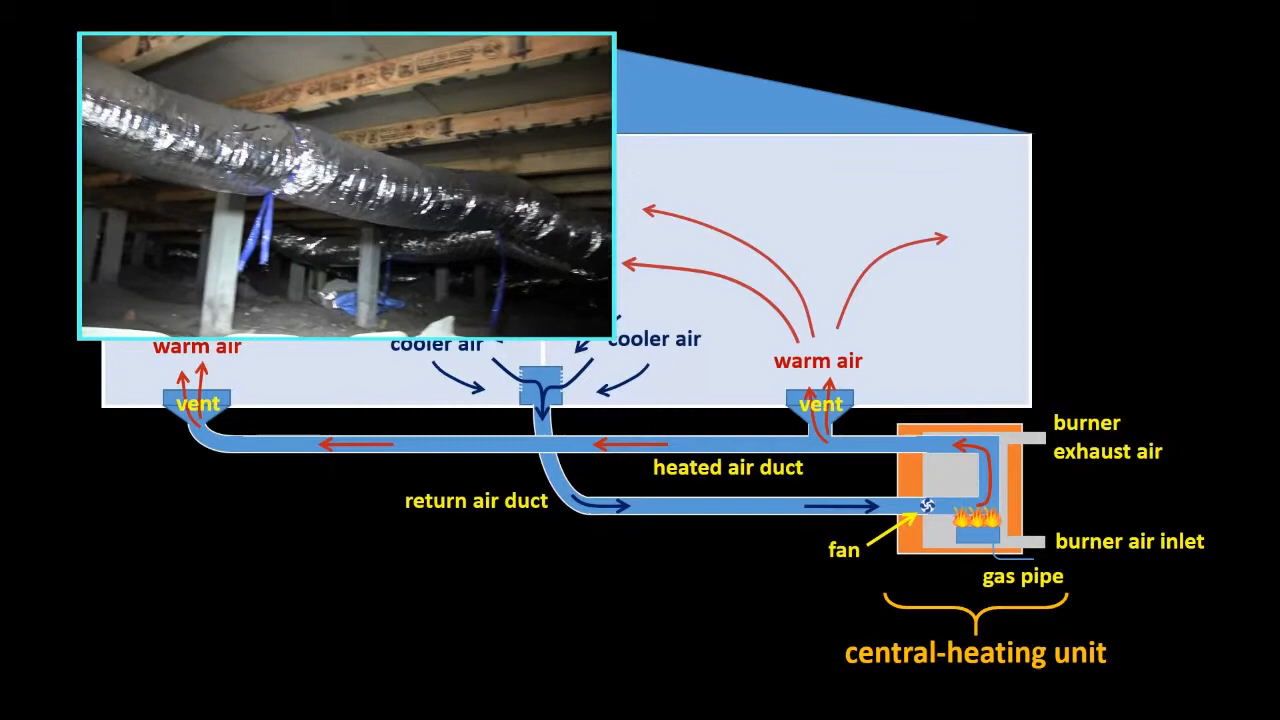 warm air
cooler air
cooler air
warm air
vent
vent
burner
exhaust air
heated air duct
return air duct
fan
burner air inlet
gas pipe
central-heating unit